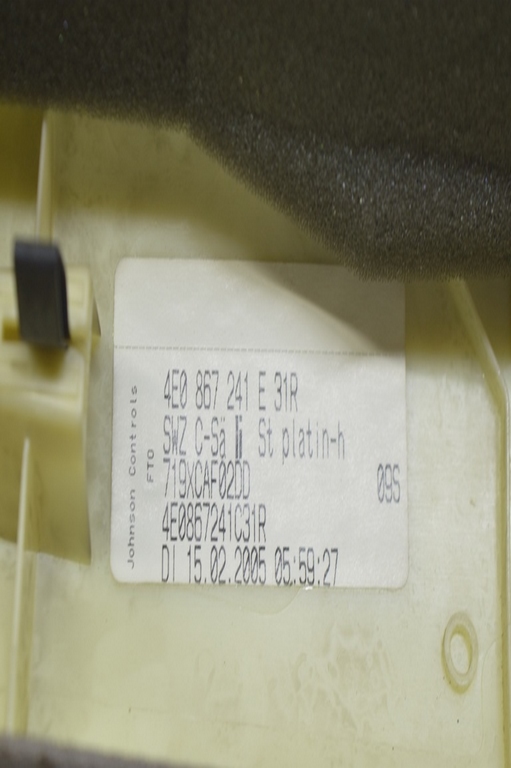 4E0 867 241 E 31R
SWZ C-Sä li St platin-h
719XCAF02DD
09S
4E0867241C31R
DI 15.02.2005 05:59:27
Johnson Controls
FTO